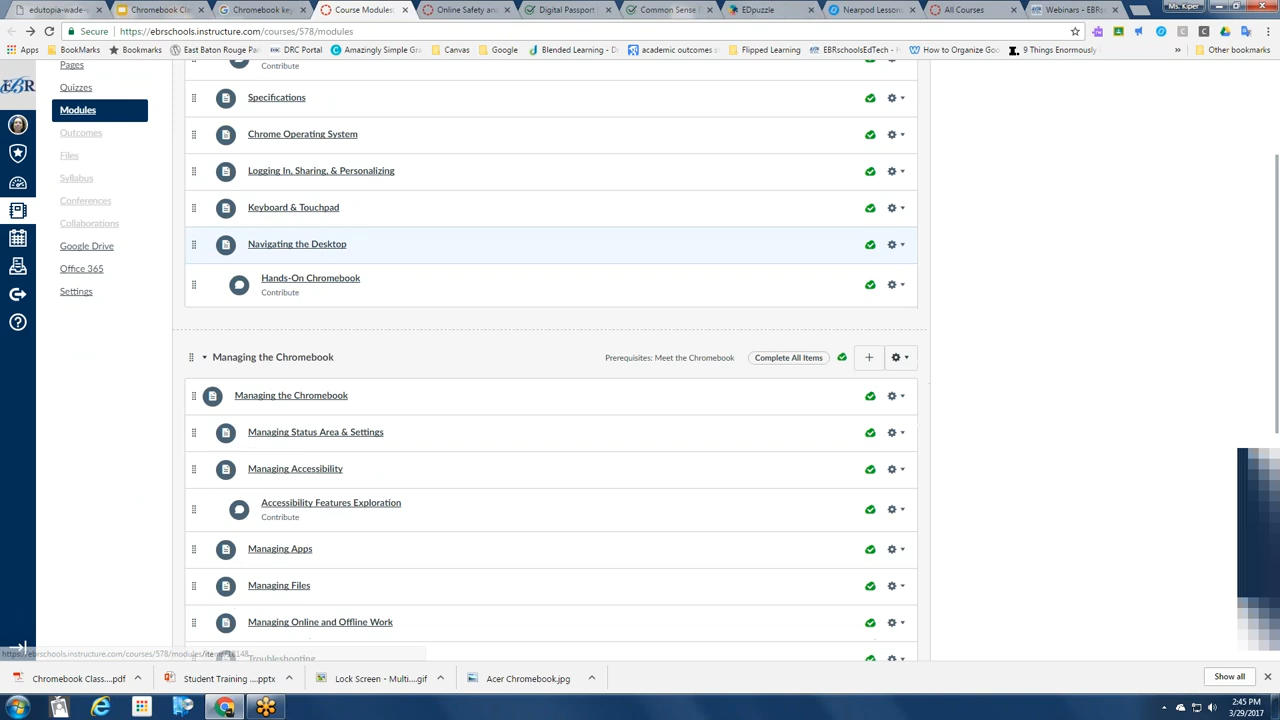 Ms. Kiper
edutopia-wade-
Chromebook Cla
Chromebook key
Course Modules:
Online Safety an
Digital Passport
Common Sense
EDpuzzle
Nearpod Lesson
All Courses
Webinars - EBRs
Secure https://ebrschools.instructure.com/courses/578/modules
Apps
BookMarks
Bookmarks
East Baton Rouge Par
DRC Portal
Amazingly Simple Gra
Canvas
Google
Blended Learning - D
academic outcomes s
Flipped Learning
EBRschoolsEdTech - H
How to Organize Goo
9 Things Enormously
»
Other bookmarks
EBR
Pages
Quizzes
Modules
Outcomes
Files
Syllabus
Conferences
Collaborations
Google Drive
Office 365
Settings
Contribute
Specifications
Chrome Operating System
Logging In, Sharing, & Personalizing
Keyboard & Touchpad
Navigating the Desktop
Hands-On Chromebook
Contribute
Managing the Chromebook
Prerequisites: Meet the Chromebook
Complete All Items
Managing the Chromebook
Managing Status Area & Settings
Managing Accessibility
Accessibility Features Exploration
Contribute
Managing Apps
Managing Files
Managing Online and Offline Work
Troubleshooting
Chromebook Class....pdf
Student Training ....pptx
Lock Screen - Multi....gif
Acer Chromebook.jpg
Show all
2:45 PM
3/29/2017